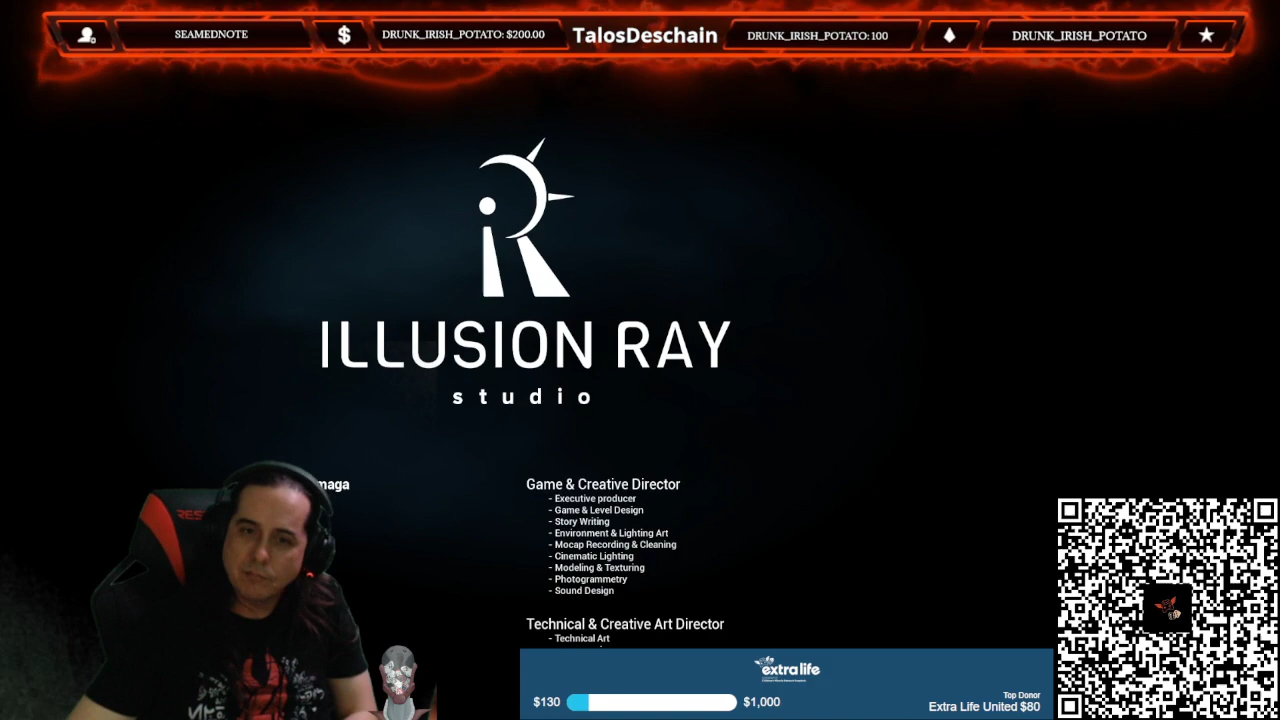 SEAMEDNOTE
$
DRUNK_IRISH_POTATO: $200.00
TalosDeschain
DRUNK_IRISH_POTATO: 100
DRUNK_IRISH_POTATO
iR
ILLUSION RAY
studio
maga
Game & Creative Director
- Executive producer
- Game & Level Design
- Story Writing
- Environment & Lighting Art
- Mocap Recording & Cleaning
- Cinematic Lighting
- Modeling & Texturing
- Photogrammetry
- Sound Design
Technical & Creative Art Director
- Technical Art
extralife
$130
$1,000
Top Donor
Extra Life United $80